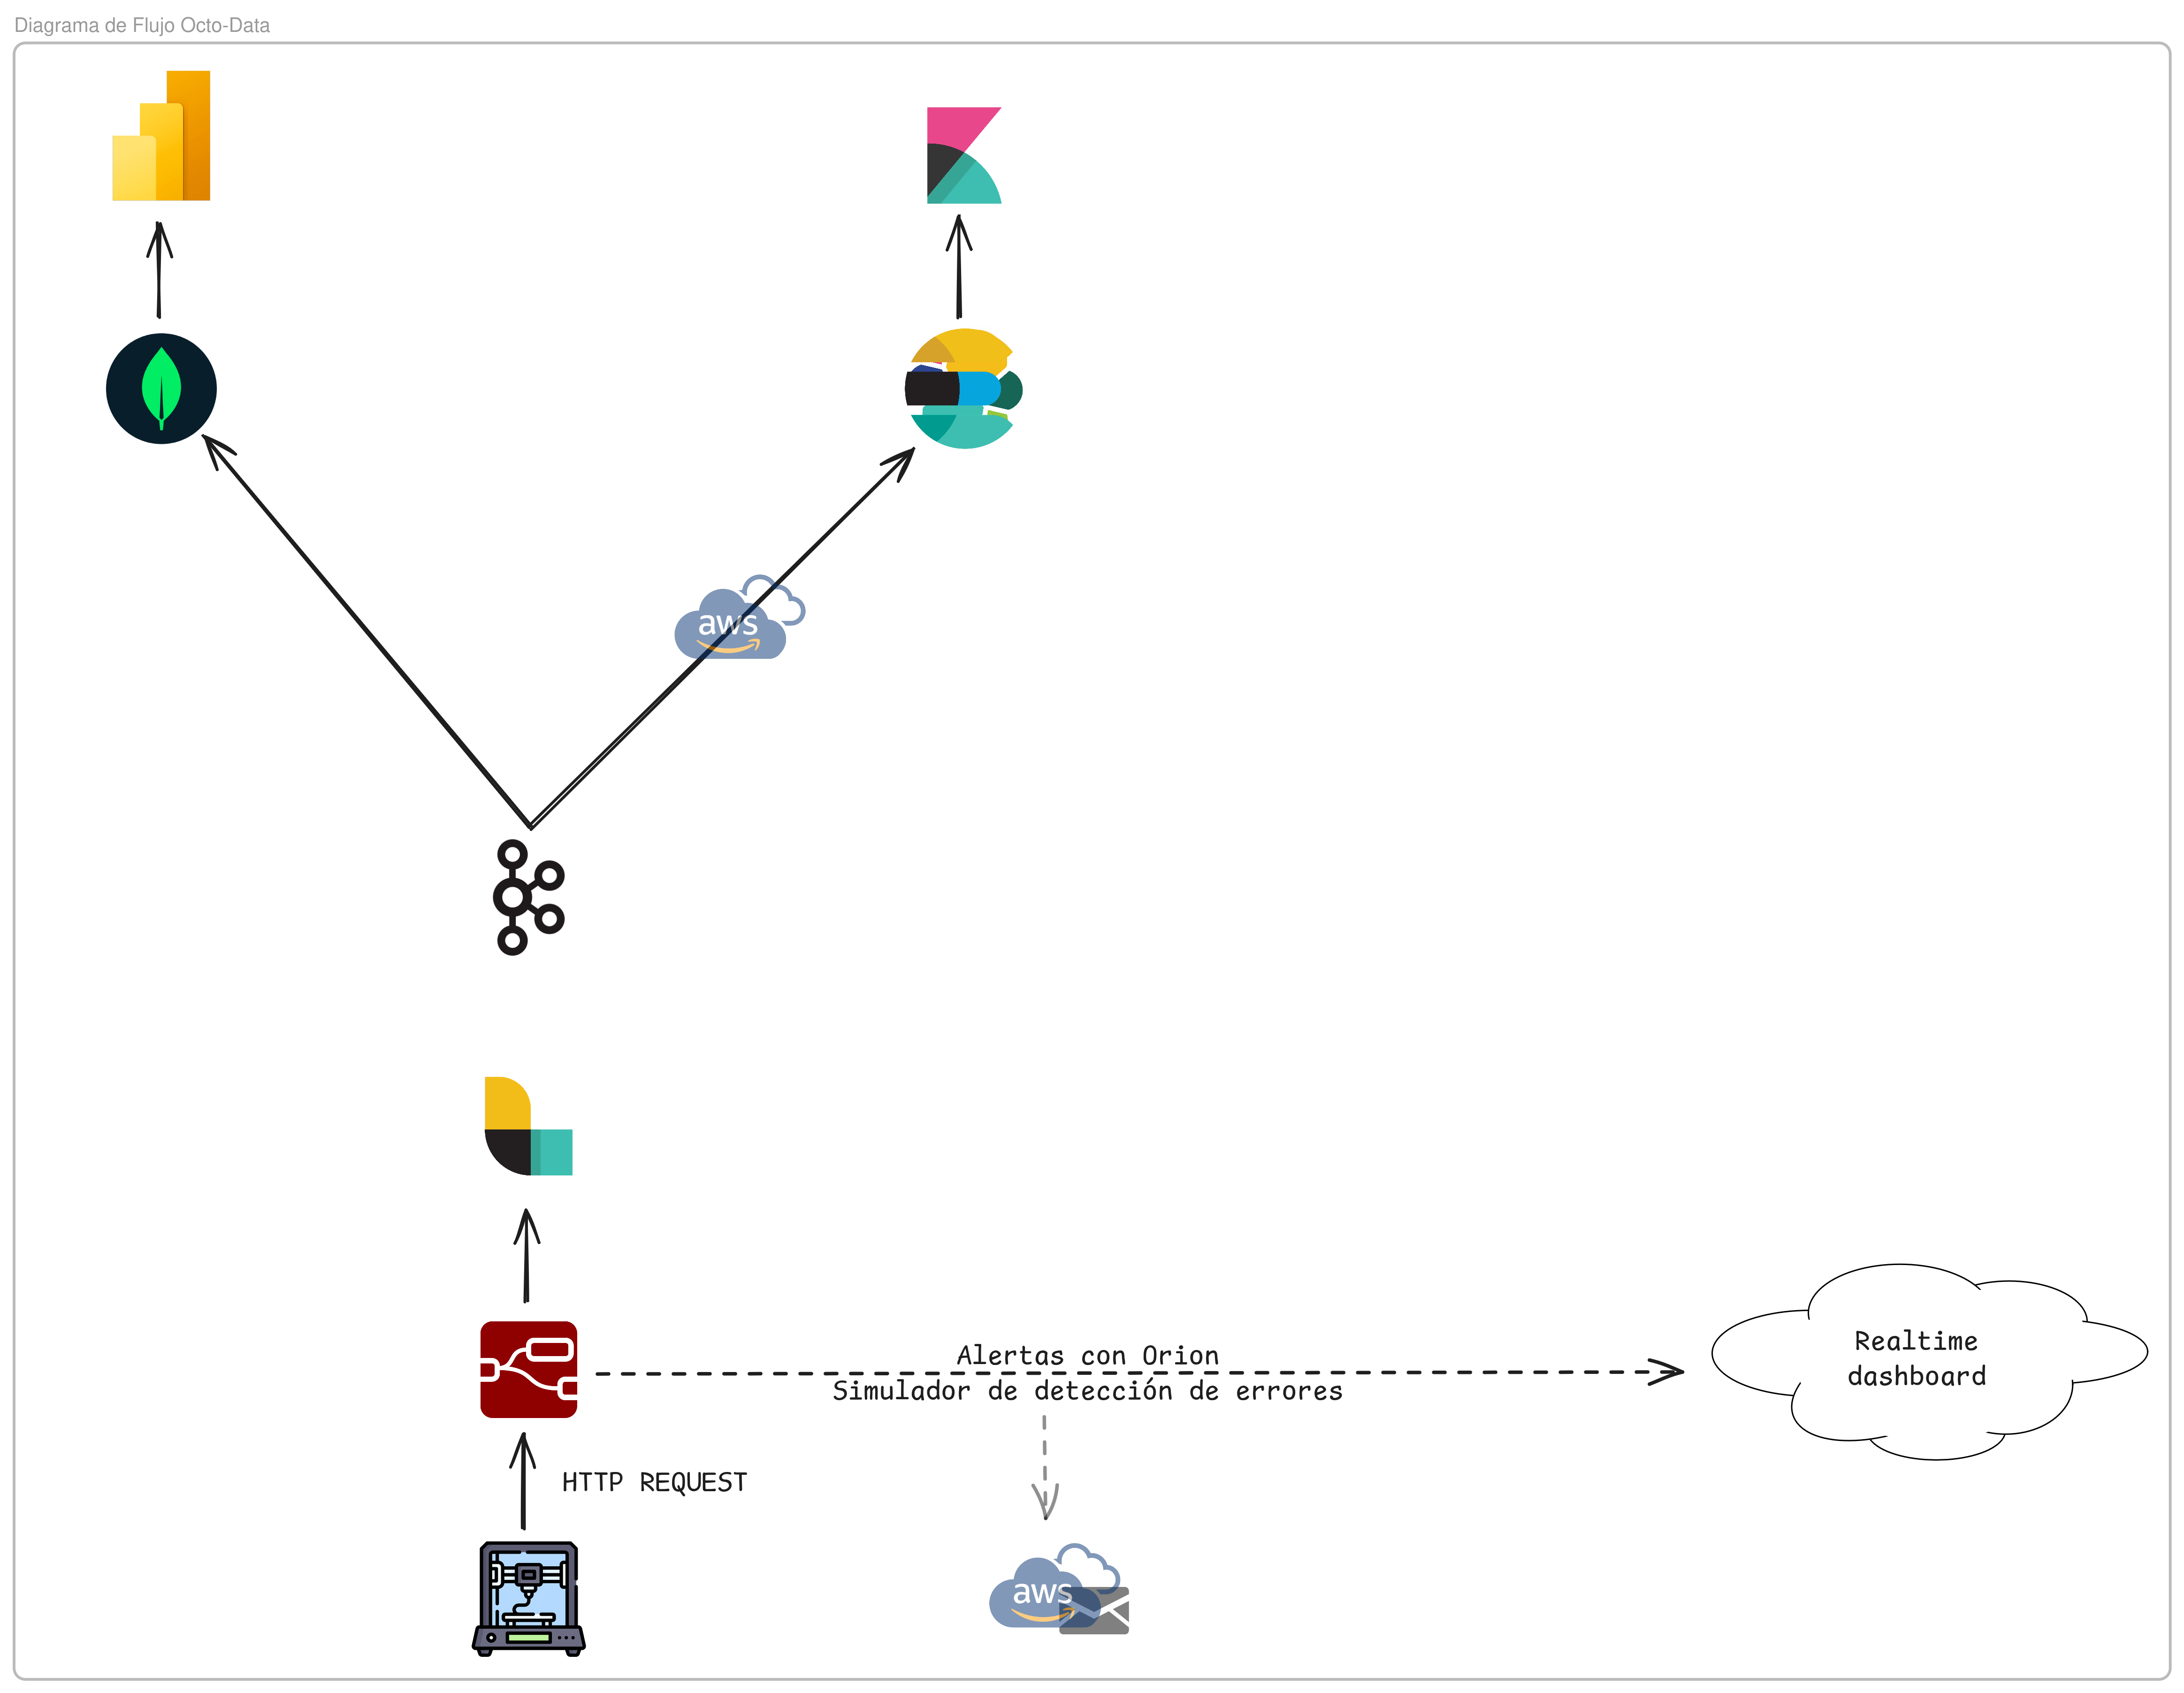 Diagrama de Flujo Octo-Data
aws
Alertas con Orion
Simulador de detección de errores
Realtime
dashboard
HTTP REQUEST
aws